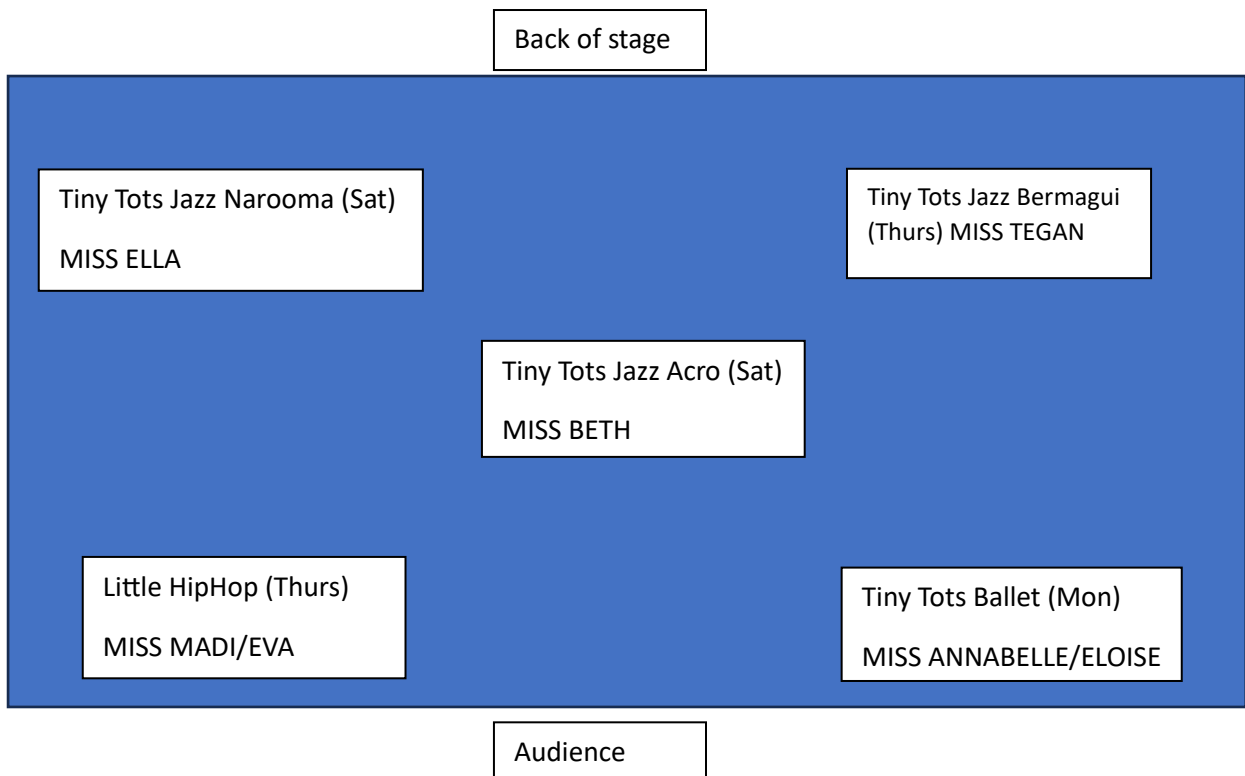 Back of stage
Tiny Tots Jazz Narooma (Sat)
MISS ELLA
Tiny Tots Jazz Bermagui
(Thurs) MISS TEGAN
Tiny Tots Jazz Acro (Sat)
MISS BETH
Little HipHop (Thurs)
MISS MADI/EVA
Tiny Tots Ballet (Mon)
MISS ANNABELLE/ELOISE
Audience